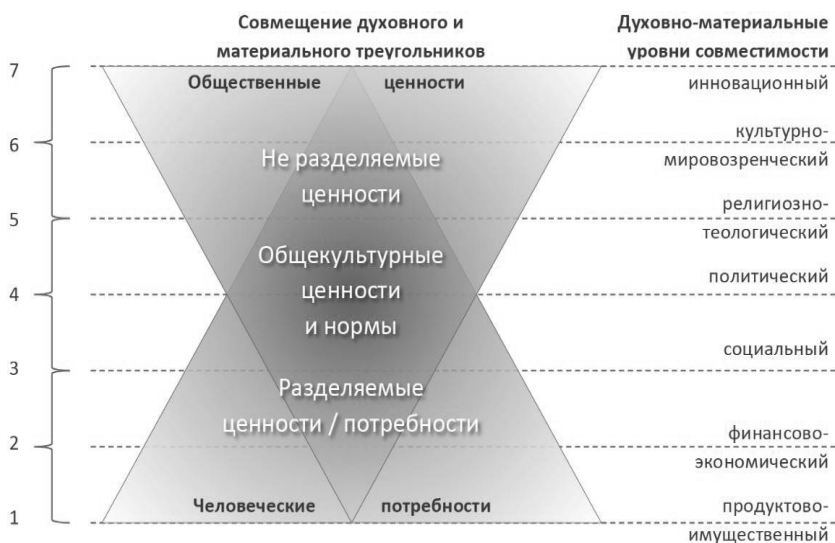 Совмещение духовного и
материального треугольников
Духовно-материальные
уровни совместимости
7
Общественные ценности
инновационный
6
культурно-
мировозренческий
Не разделяемые
ценности
5
религиозно-
теологический
Общекультурные
ценности
и нормы
политический
4
социальный
3
Разделяемые
ценности / потребности
2
финансово-
экономический
Человеческие потребности
1
продуктово-
имущественный